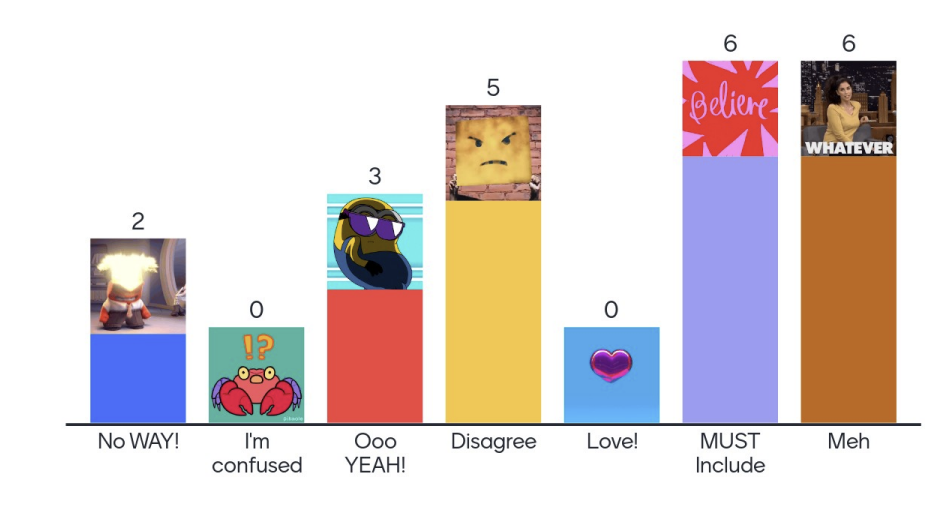 6
6
5
3
2
0
0
Believe
WHATEVER
!?
No WAY!
I'm
confused
Ooo
YEAH!
Disagree
Love!
MUST
Include
Meh